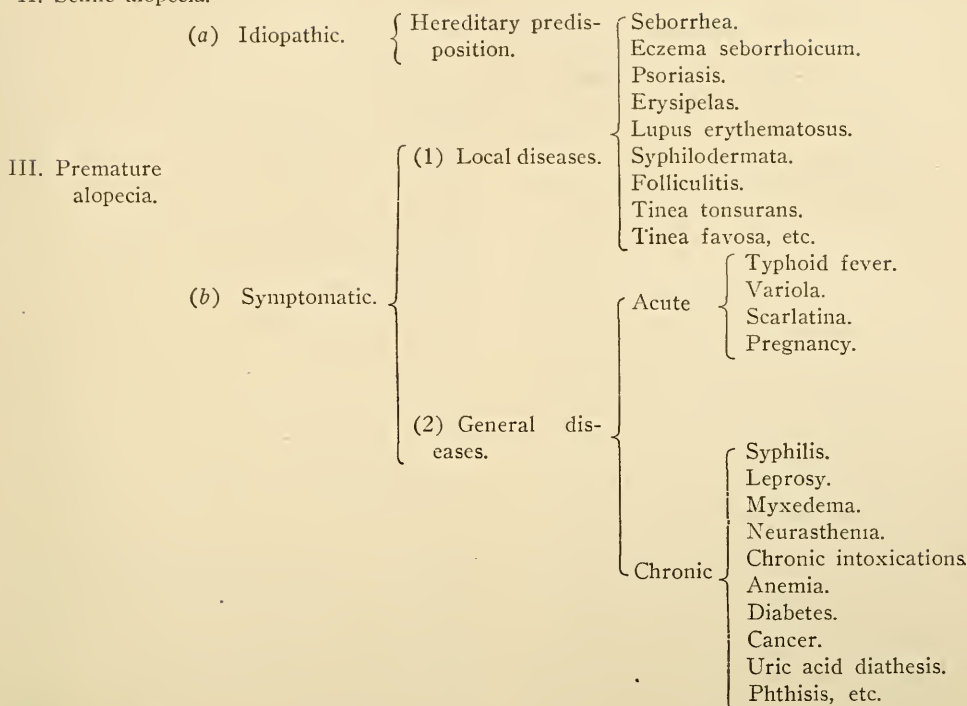 II. Senile alopecia.
(a) Idiopathic.
Hereditary predis-
position.
III. Premature
alopecia.
(b) Symptomatic.
(1) Local diseases.
Seborrhea.
Eczema seborrhoicum.
Psoriasis.
Erysipelas.
Lupus erythematosus.
Syphilodermata.
Folliculitis.
Tinea tonsurans.
Tinea favosa, etc.
(2) General dis-
eases.
Acute
Typhoid fever.
Variola.
Scarlatina.
Pregnancy.
Chronic
Syphilis.
Leprosy.
Myxedema.
Neurasthenia.
Chronic intoxications.
Anemia.
Diabetes.
Cancer.
Uric acid diathesis.
Phthisis, etc.